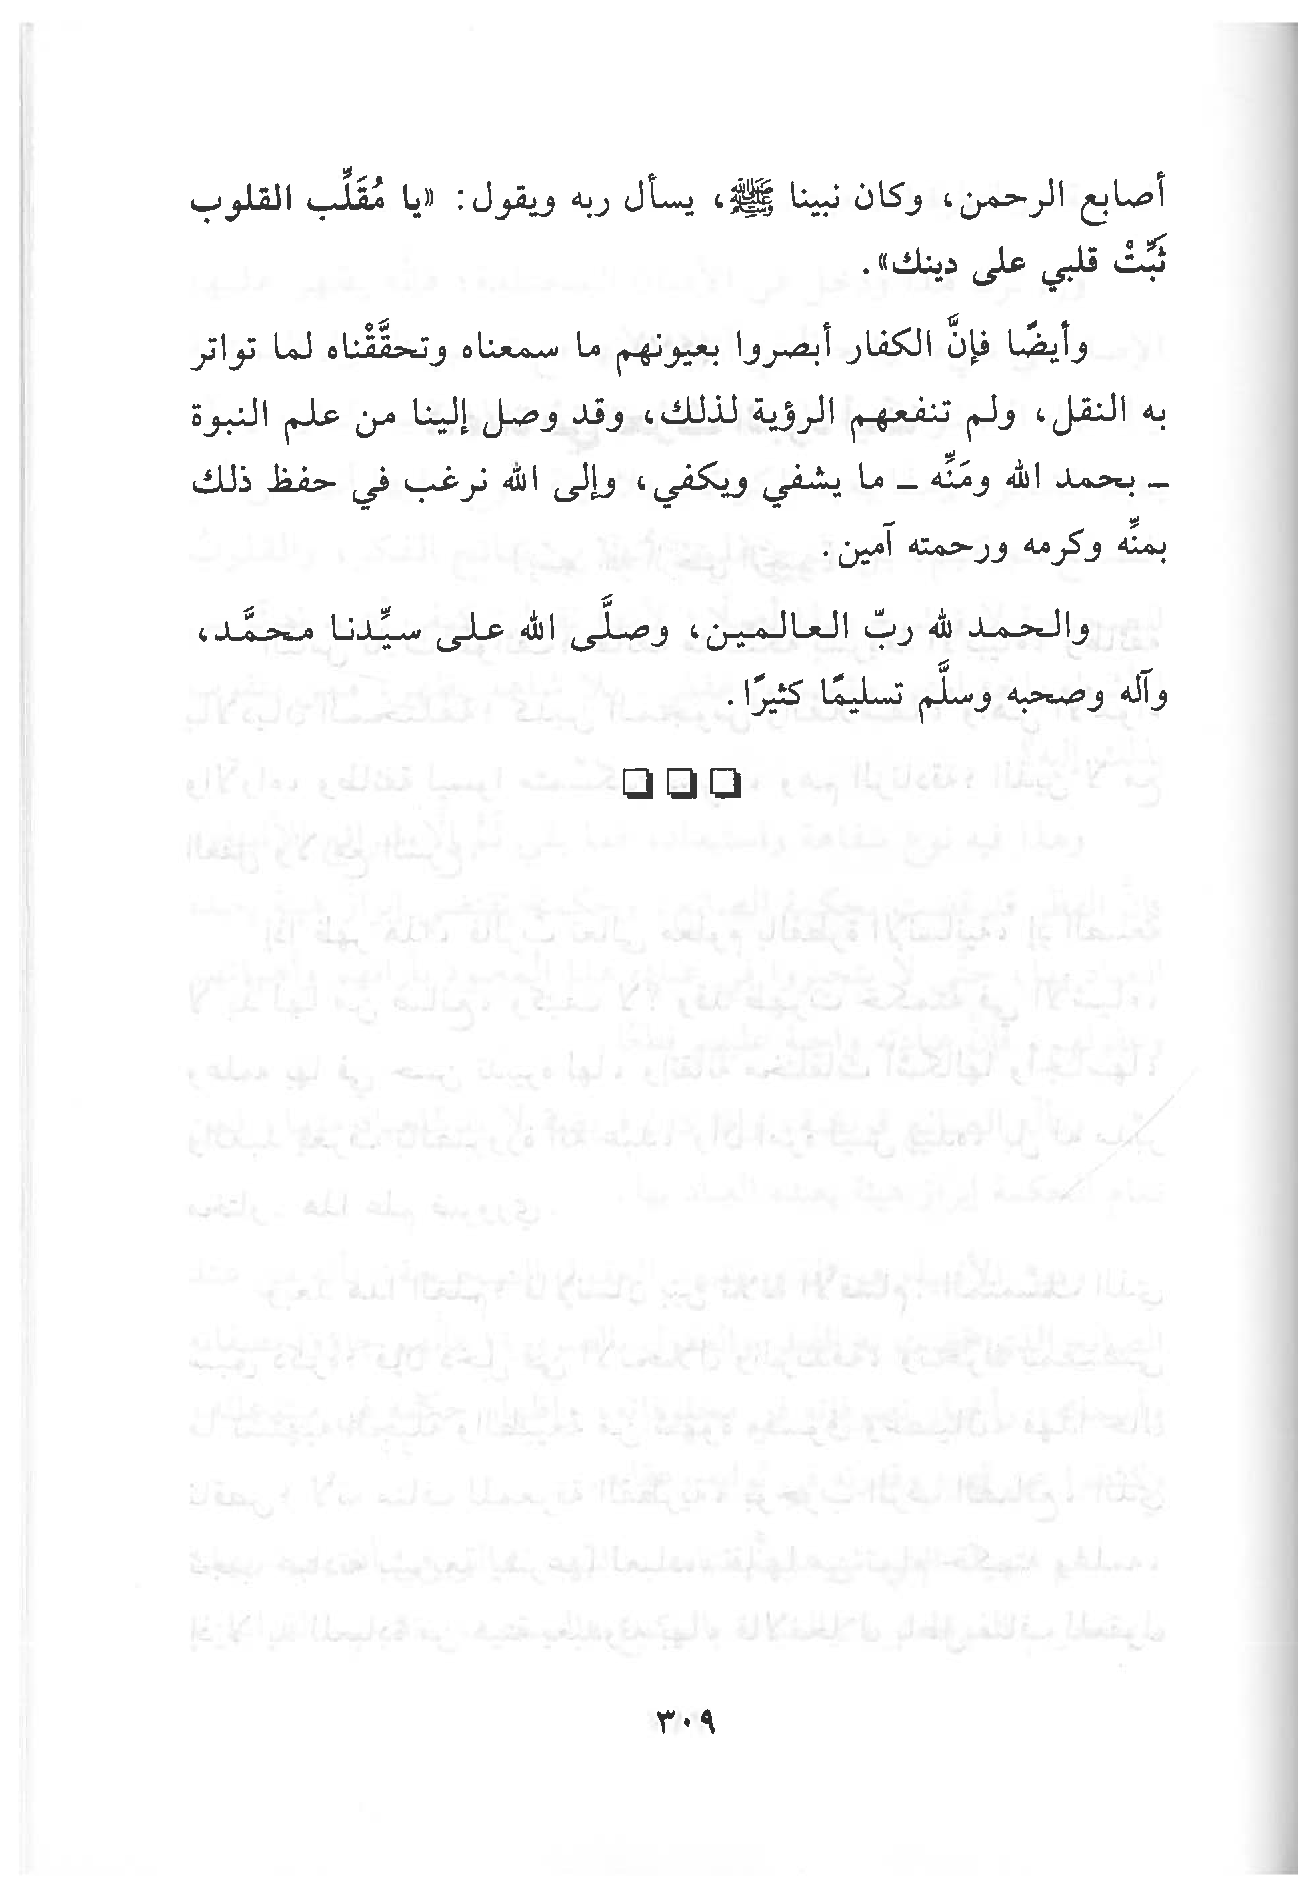 أصابع الرحمن، وكان نبينا ﷺ، يسأل ربه ويقول: «يا مُقَلِّب القلوب
ثَبِّتْ قلبي على دينك».
وأيضًا فإنَّ الكفار أبصروا بعيونهم ما سمعناه وتحقَّقْناه لما تواتر
به النقل، ولم تنفعهم الرؤية لذلك، وقد وصل إلينا من علم النبوة
ـ بحمد الله ومَنِّه ـ ما يشفي ويكفي، وإلى الله نرغب في حفظ ذلك
بمنِّه وكرمه ورحمته آمين.
والحمد لله ربّ العالمين، وصلَّى الله على سيِّدنا محمَّد،
وآله وصحبه وسلَّم تسليمًا كثيرًا.
٣٠٩